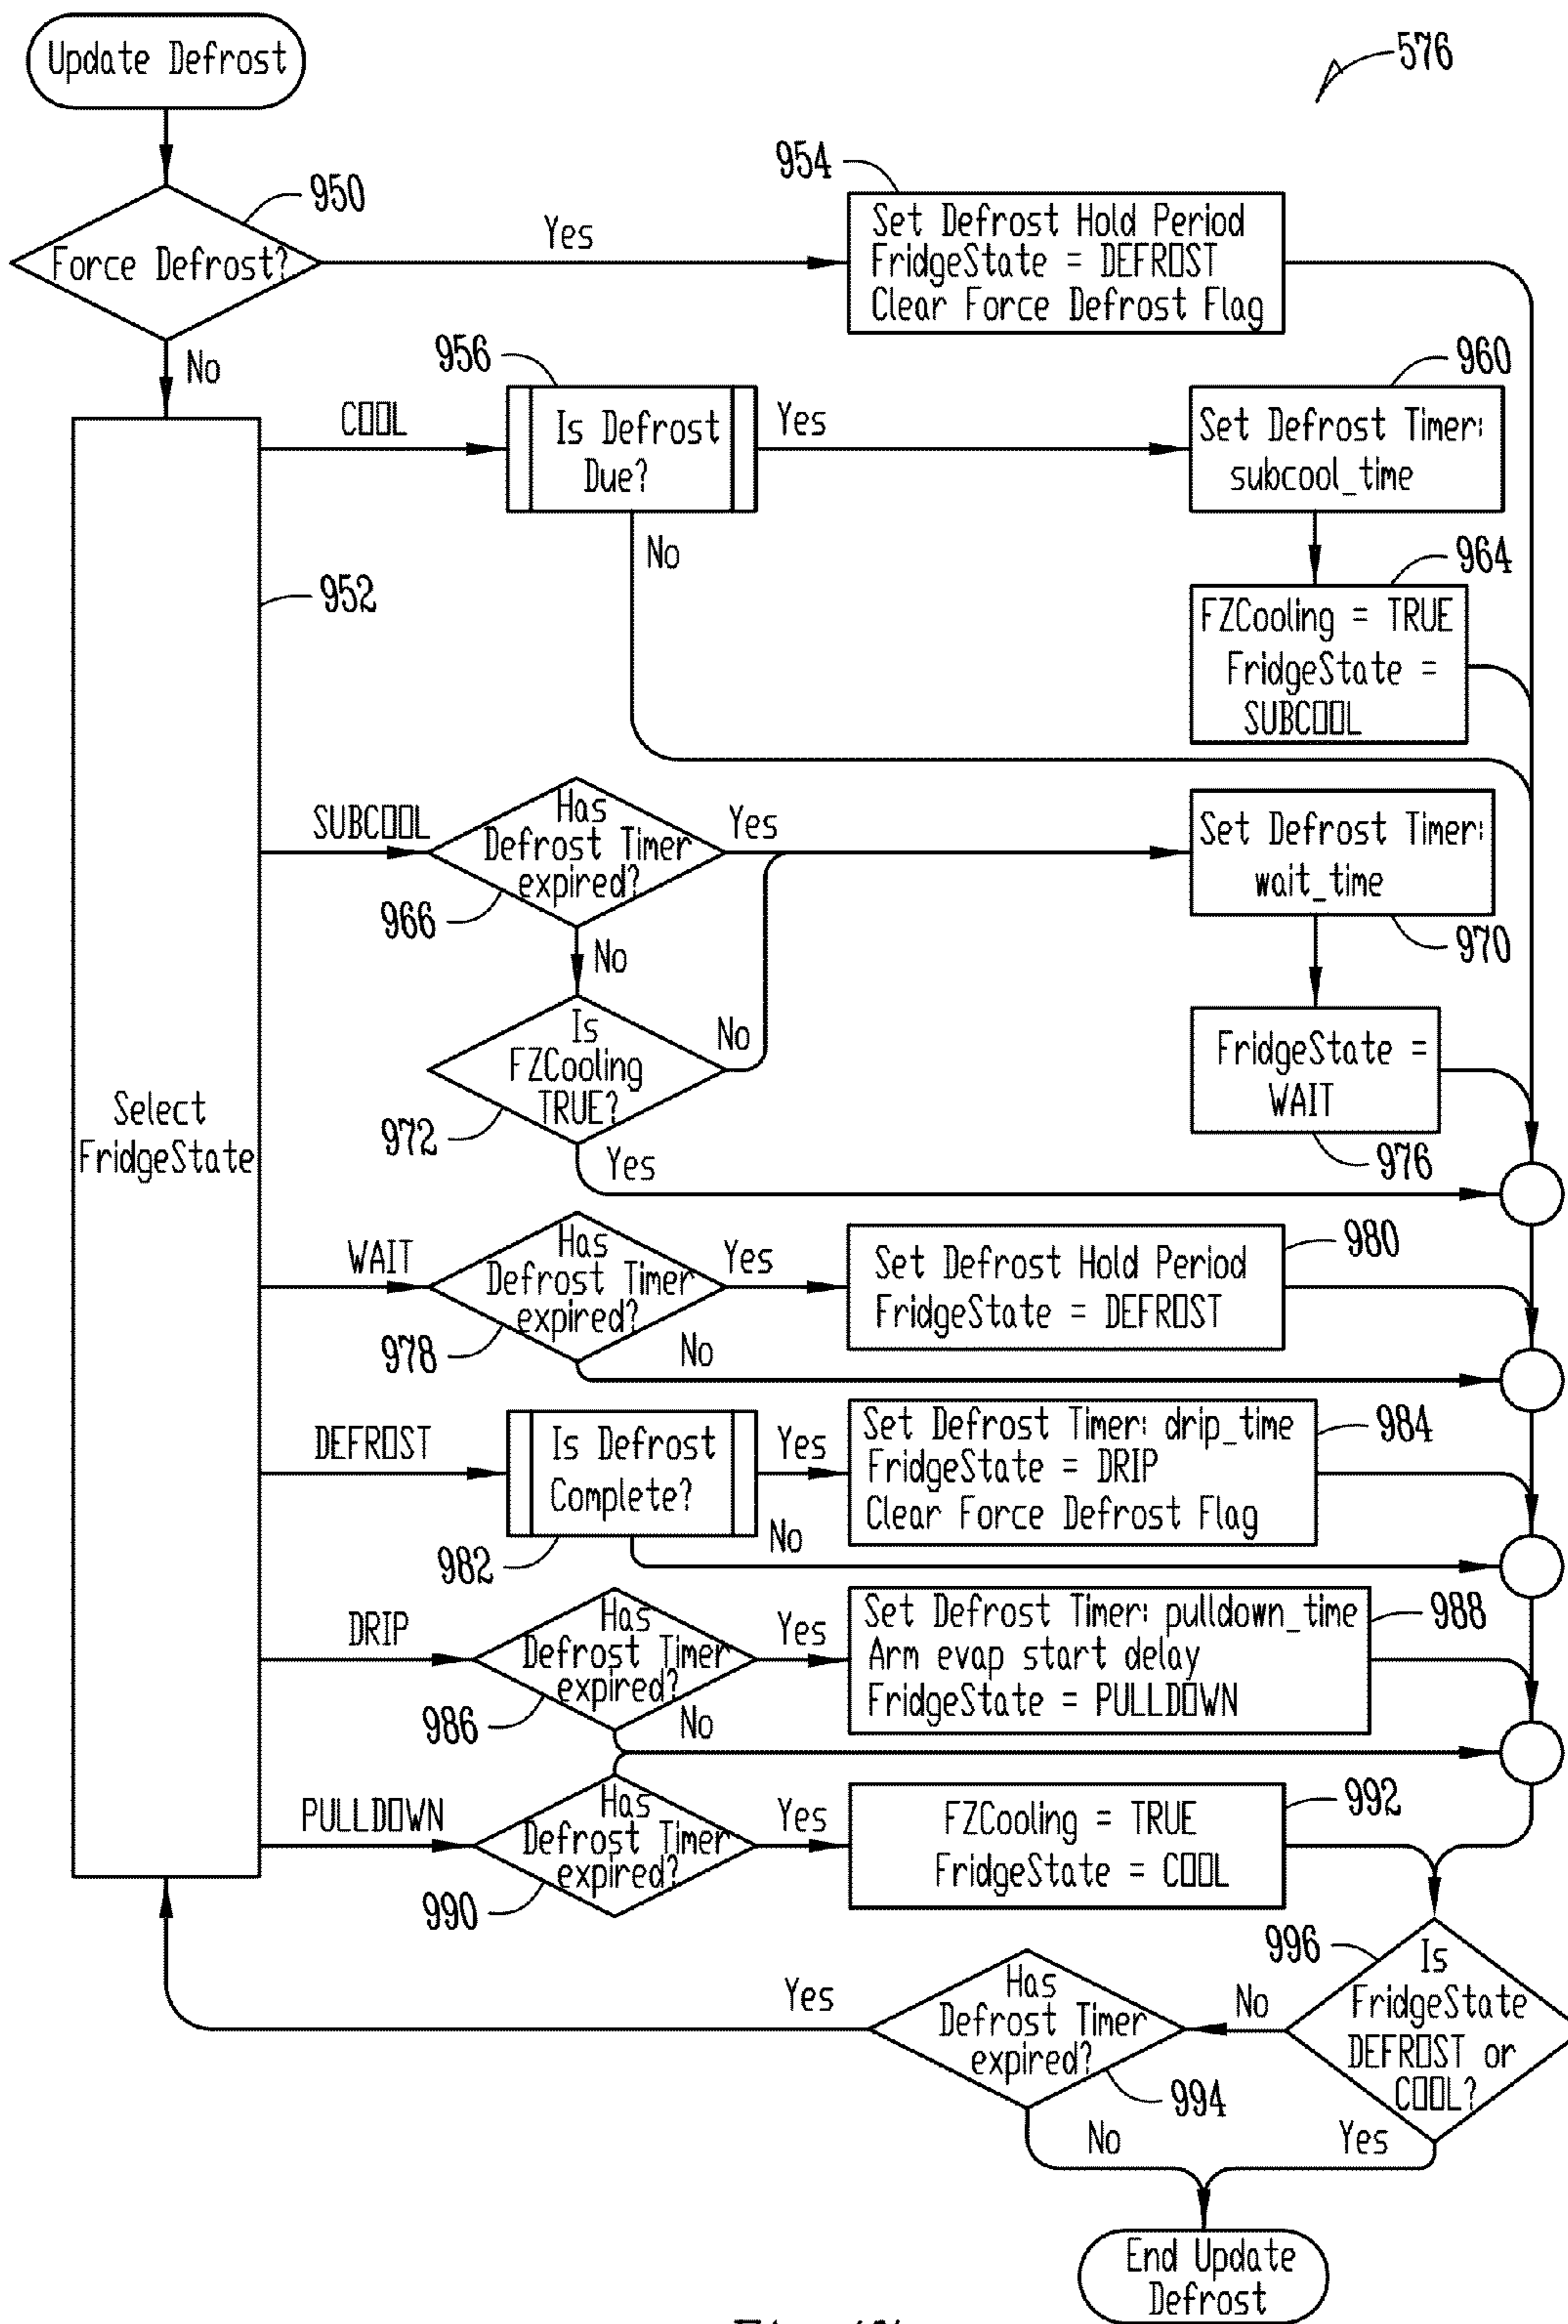 Update Defrost
576
954
950
Yes
Set Defrost Hold Period
FridgeState = DEFROST
Clear Force Defrost Flag
Force Defrost?
No
956
960
COOL
Is Defrost
Due?
Yes
Set Defrost Timer:
subcool_time
No
964
952
FZCooling = TRUE
FridgeState =
SUBCOOL
SUBCOOL
Has
Defrost Timer
expired?
Yes
Set Defrost Timer:
wait_time
966
970
No
Is
FZCooling
TRUE?
No
FridgeState =
WAIT
972
976
Select
FridgeState
Yes
WAIT
Has
Defrost Timer
expired?
Yes
Set Defrost Hold Period
FridgeState = DEFROST
980
978
No
DEFROST
Is Defrost
Complete?
Yes
Set Defrost Timer: drip_time
FridgeState = DRIP
Clear Force Defrost Flag
984
982
No
DRIP
Has
Defrost Timer
expired?
Yes
Set Defrost Timer: pulldown_time
Arm evap start delay
FridgeState = PULLDOWN
988
986
No
PULLDOWN
Has
Defrost Timer
expired?
Yes
FZCooling = TRUE
FridgeState = COOL
992
990
996
Is
FridgeState
DEFROST or
COOL?
No
Has
Defrost Timer
expired?
Yes
994
No
Yes
End Update
Defrost